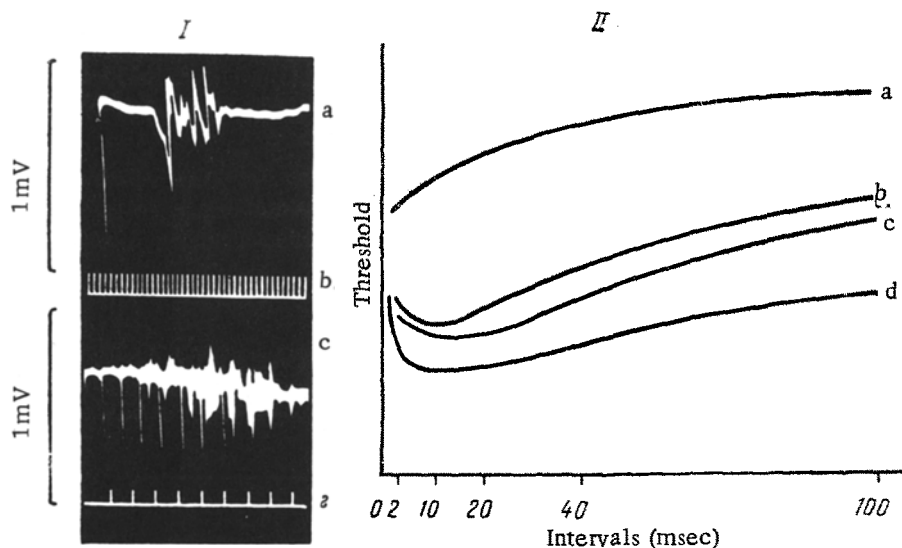 I
II
1 mV
a
b
c
1 mV
г
Threshold
a
b
c
d
0 2 10 20 40 100
Intervals (msec)